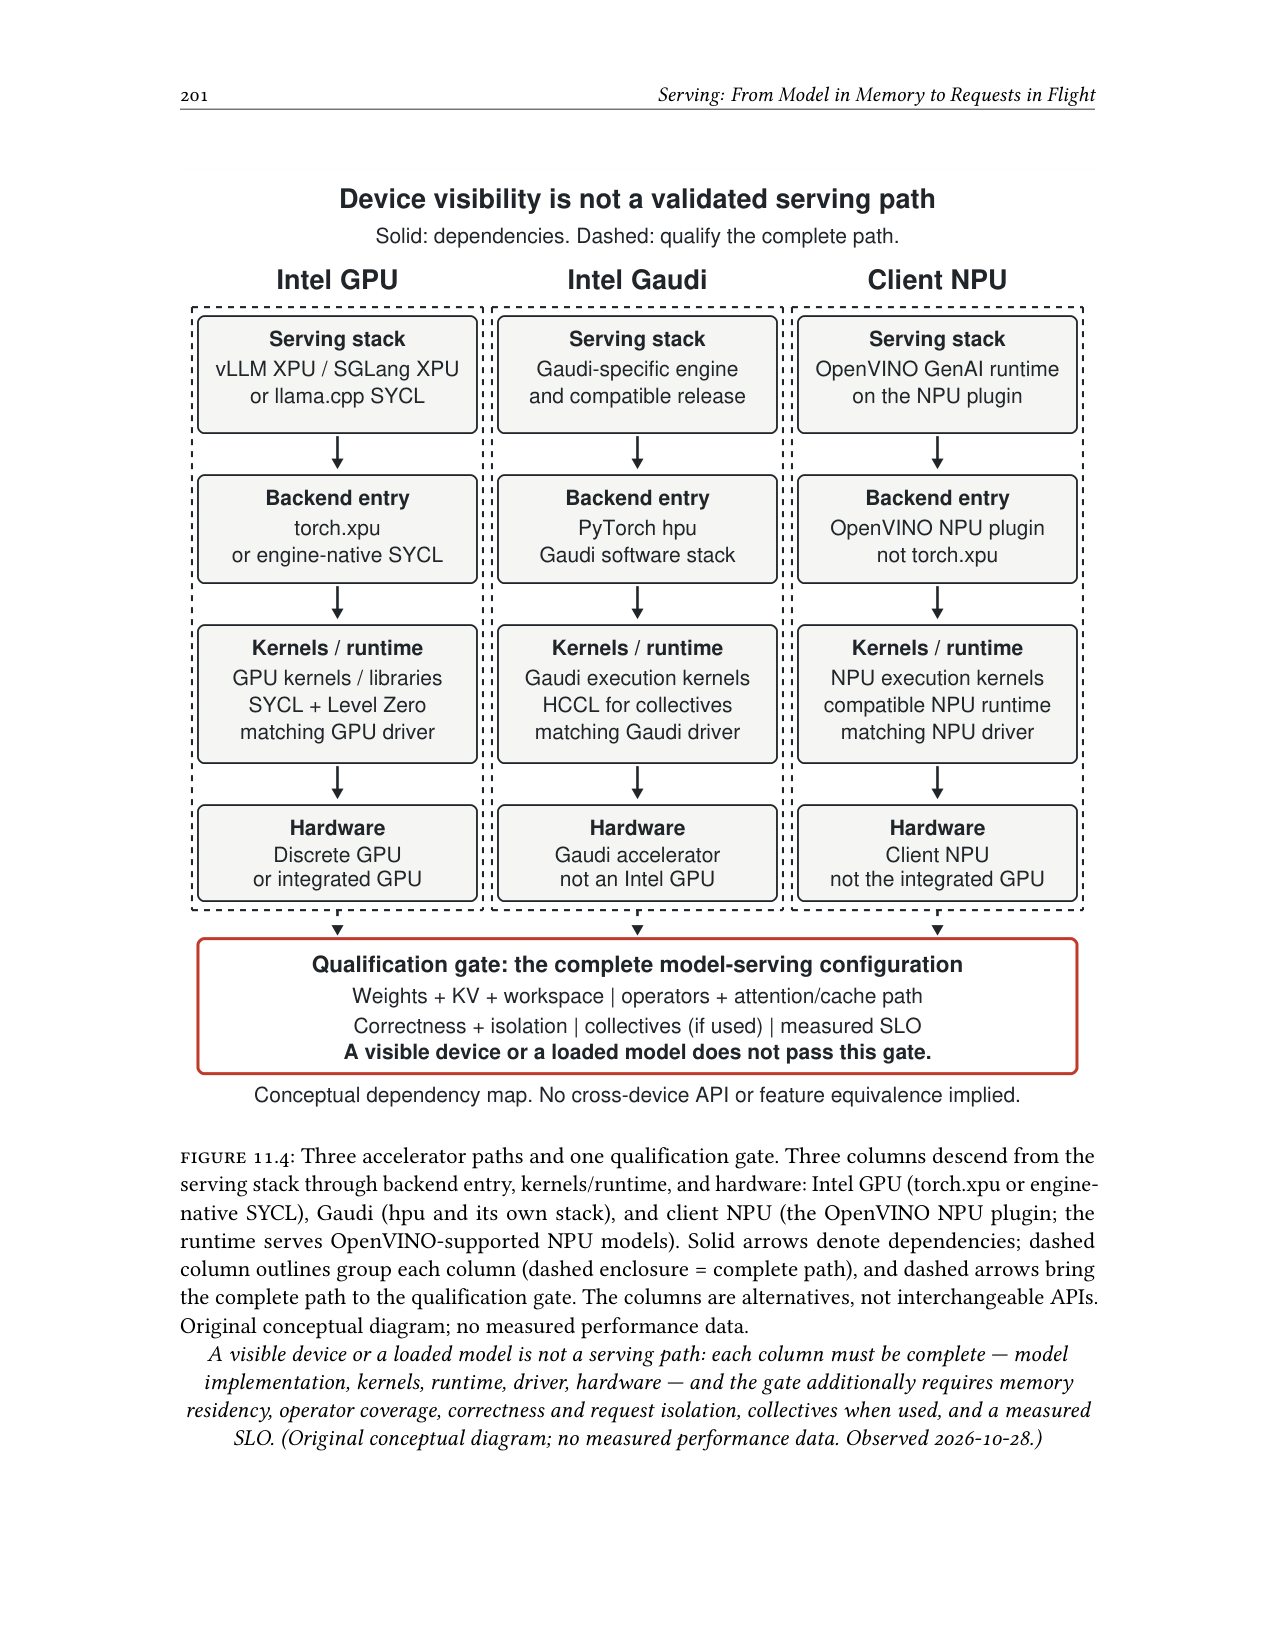 201
Serving: From Model in Memory to Requests in Flight
Device visibility is not a validated serving path
Solid: dependencies. Dashed: qualify the complete path.
Intel GPU
Serving stack
vLLM XPU / SGLang XPU
or llama.cpp SYCL
Backend entry
torch.xpu
or engine-native SYCL
Kernels / runtime
GPU kernels / libraries
SYCL + Level Zero
matching GPU driver
Hardware
Discrete GPU
or integrated GPU
Intel Gaudi
Serving stack
Gaudi-specific engine
and compatible release
Backend entry
PyTorch hpu
Gaudi software stack
Kernels / runtime
Gaudi execution kernels
HCCL for collectives
matching Gaudi driver
Hardware
Gaudi accelerator
not an Intel GPU
Client NPU
Serving stack
OpenVINO GenAI runtime
on the NPU plugin
Backend entry
OpenVINO NPU plugin
not torch.xpu
Kernels / runtime
NPU execution kernels
compatible NPU runtime
matching NPU driver
Hardware
Client NPU
not the integrated GPU
Qualification gate: the complete model-serving configuration
Weights + KV + workspace | operators + attention/cache path
Correctness + isolation | collectives (if used) | measured SLO
A visible device or a loaded model does not pass this gate.
Conceptual dependency map. No cross-device API or feature equivalence implied.
FIGURE 11.4: Three accelerator paths and one qualification gate. Three columns descend from the
serving stack through backend entry, kernels/runtime, and hardware: Intel GPU (torch.xpu or engine-
native SYCL), Gaudi (hpu and its own stack), and client NPU (the OpenVINO NPU plugin; the
runtime serves OpenVINO-supported NPU models). Solid arrows denote dependencies; dashed
column outlines group each column (dashed enclosure = complete path), and dashed arrows bring
the complete path to the qualification gate. The columns are alternatives, not interchangeable APIs.
Original conceptual diagram; no measured performance data.
A visible device or a loaded model is not a serving path: each column must be complete — model
implementation, kernels, runtime, driver, hardware — and the gate additionally requires memory
residency, operator coverage, correctness and request isolation, collectives when used, and a measured
SLO. (Original conceptual diagram; no measured performance data. Observed 2026-10-28.)